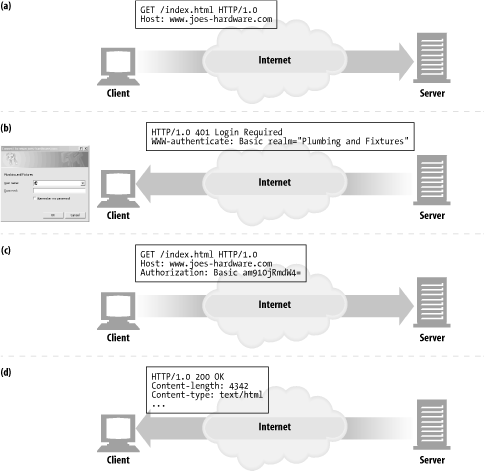 (a)
GET /index.html HTTP/1.0
Host: www.joes-hardware.com
Internet
Client
Server
(b)
HTTP/1.0 401 Login Required
WWW-authenticate: Basic realm="Plumbing and Fixtures"
Plumbing and Fixtures
User name:
Password:
Remember my password
OK
Cancel
Internet
Client
Server
(c)
GET /index.html HTTP/1.0
Host: www.joes-hardware.com
Authorization: Basic am910jRmdW4=
Internet
Client
Server
(d)
HTTP/1.0 200 OK
Content-length: 4342
Content-type: text/html
...
Internet
Client
Server